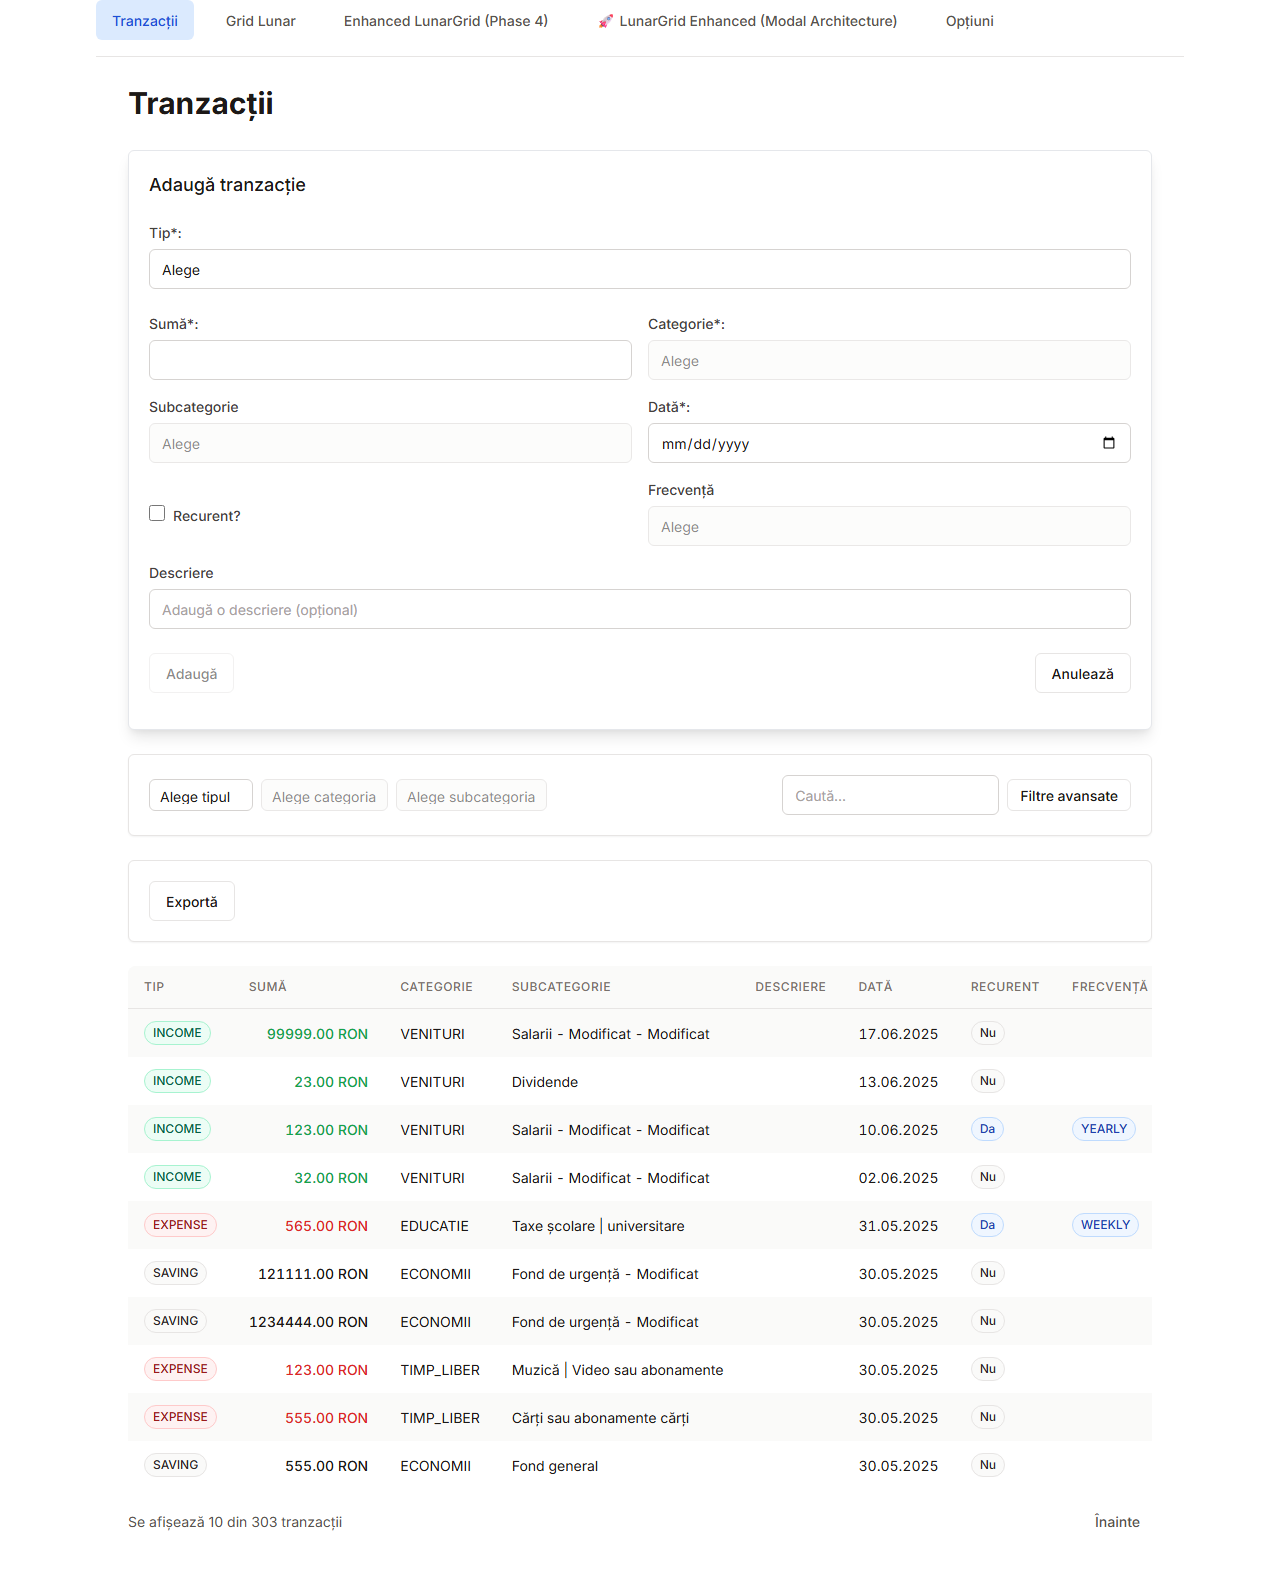 Tranzacții Grid Lunar Enhanced LunarGrid (Phase 4) 🚀 LunarGrid Enhanced (Modal Architecture) Opțiuni
Tranzacții
Adaugă tranzacție
Tip*:
Alege
Sumă*: Categorie*:
Alege
Subcategorie Dată*:
Alege mm/dd/yyyy
Frecvență
Recurent? Alege
Descriere
Adaugă o descriere (opțional)
Adaugă Anulează
Alege tipul Alege categoria Alege subcategoria Caută... Filtre avansate
Exportă
TIP SUMĂ CATEGORIE SUBCATEGORIE DESCRIERE DATĂ RECURENT FRECVENȚĂ
INCOME 99999.00 RON VENITURI Salarii - Modificat - Modificat 17.06.2025 Nu
INCOME 23.00 RON VENITURI Dividende 13.06.2025 Nu
INCOME 123.00 RON VENITURI Salarii - Modificat - Modificat 10.06.2025 Da YEARLY
INCOME 32.00 RON VENITURI Salarii - Modificat - Modificat 02.06.2025 Nu
EXPENSE 565.00 RON EDUCATIE Taxe școlare | universitare 31.05.2025 Da WEEKLY
SAVING 121111.00 RON ECONOMII Fond de urgență - Modificat 30.05.2025 Nu
SAVING 1234444.00 RON ECONOMII Fond de urgență - Modificat 30.05.2025 Nu
EXPENSE 123.00 RON TIMP_LIBER Muzică | Video sau abonamente 30.05.2025 Nu
EXPENSE 555.00 RON TIMP_LIBER Cărți sau abonamente cărți 30.05.2025 Nu
SAVING 555.00 RON ECONOMII Fond general 30.05.2025 Nu
Se afișează 10 din 303 tranzacții Înainte